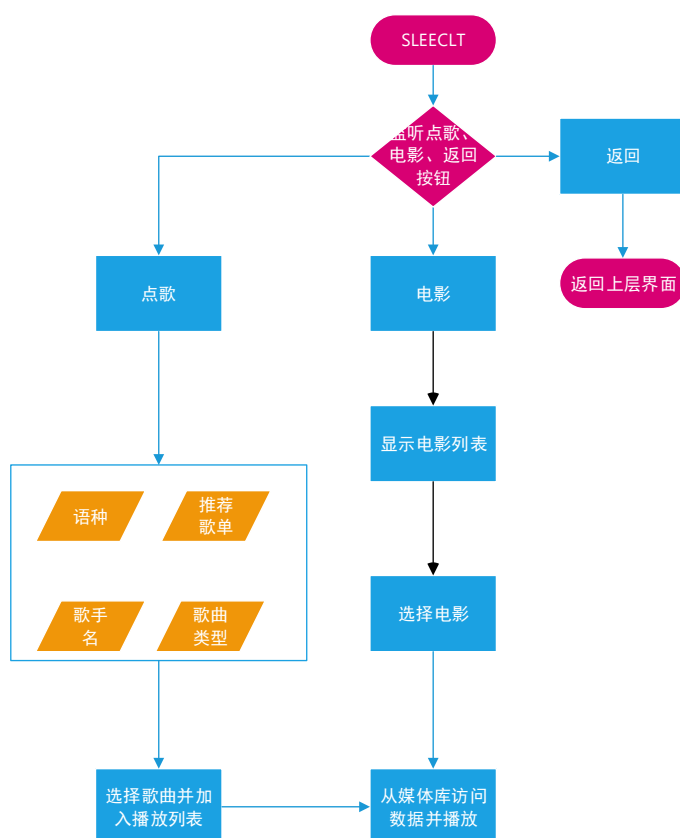 SLEECLT
监听点歌、
电影、返回
按钮
返回
返回上层界面
点歌
电影
显示电影列表
语种
推荐
歌单
歌手
名
歌曲
类型
选择电影
选择歌曲并加
入播放列表
从媒体库访问
数据并播放